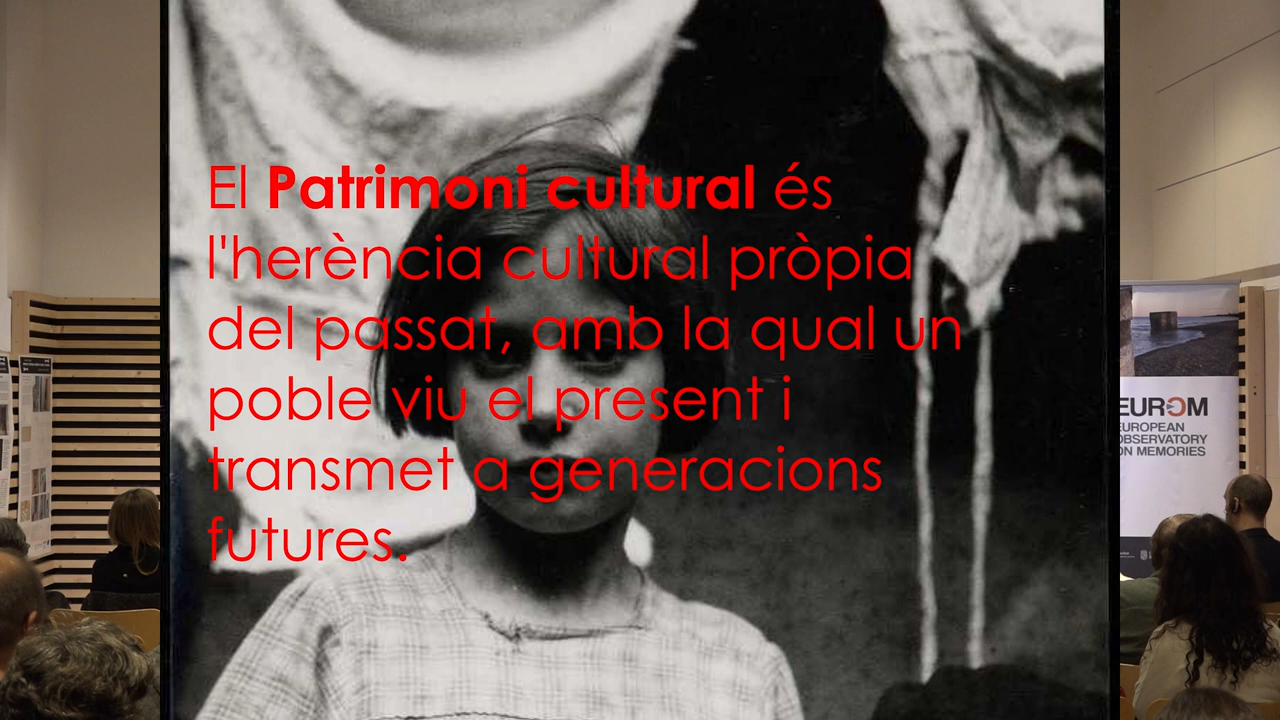 El Patrimoni cultural és
l'herència cultural pròpia
del passat, amb la qual un
poble viu el present i
transmet a generacions
futures.
EUROM
EUROPEAN
OBSERVATORY
ON MEMORIES